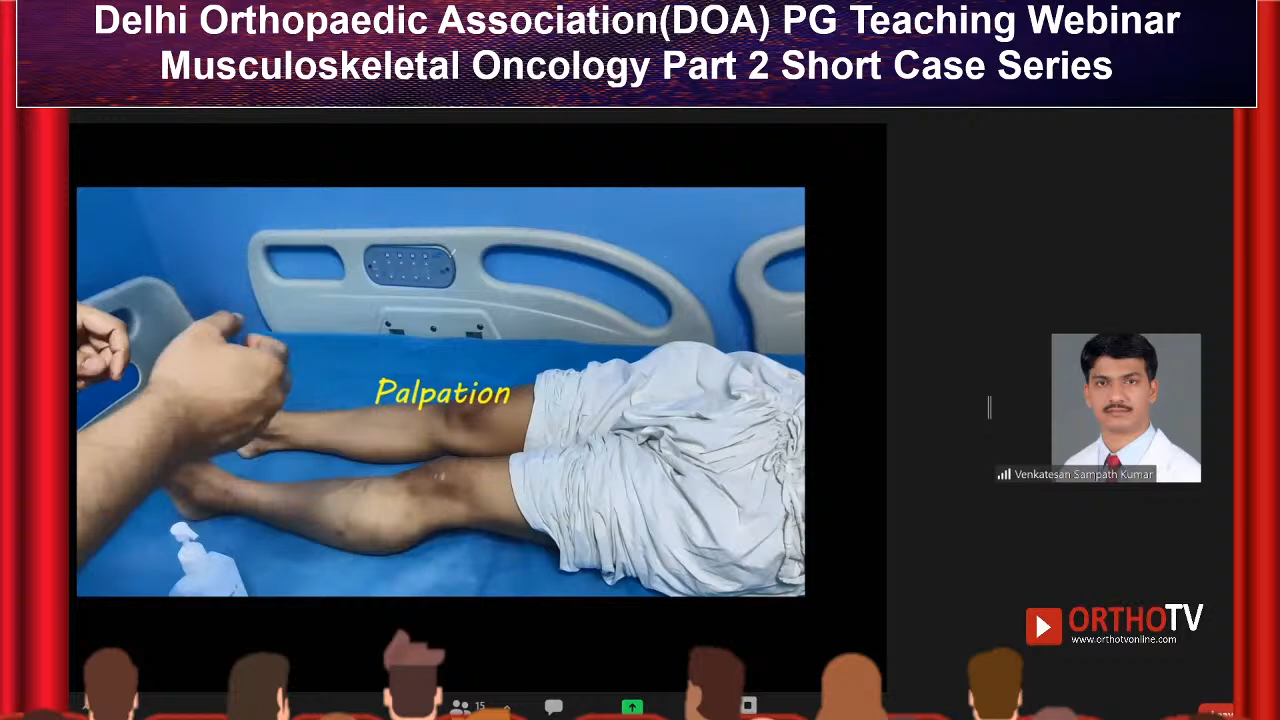 Delhi Orthopaedic Association(DOA) PG Teaching Webinar
Musculoskeletal Oncology Part 2 Short Case Series
Palpation
Venkatesan Sampath Kumar
ORTHOTV
www.orthotvonline.com
15